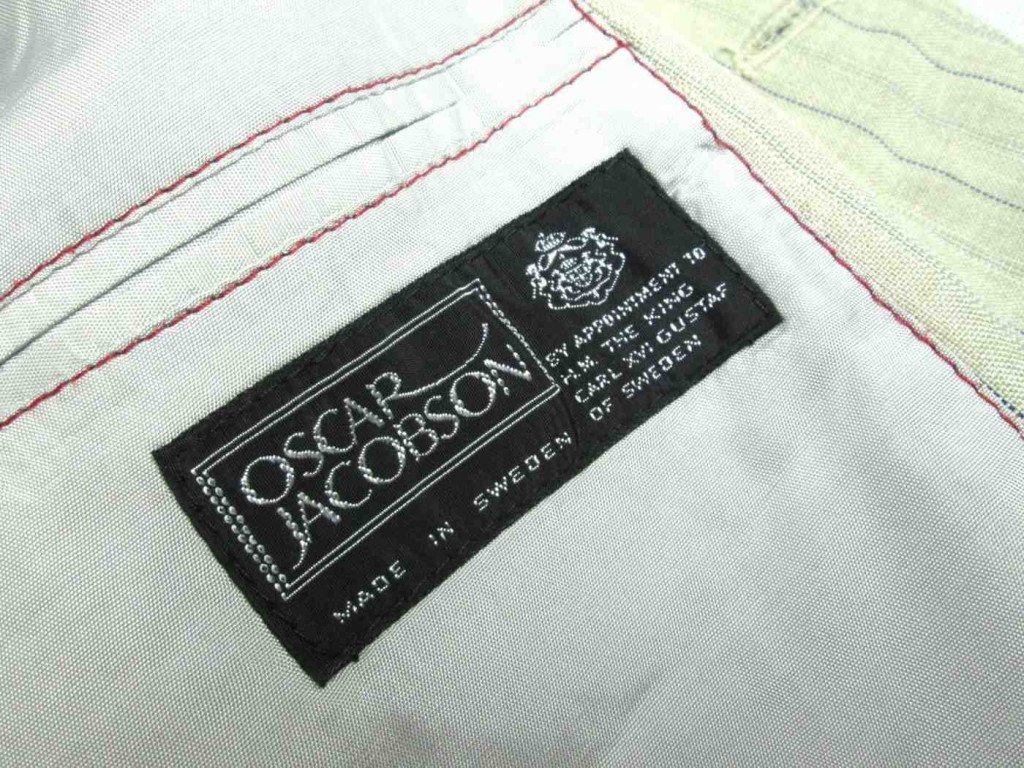 OSCAR
JACOBSON
BY APPOINTMENT TO
H.M. THE KING
CARL XVI GUSTAF
OF SWEDEN
MADE IN SWEDEN